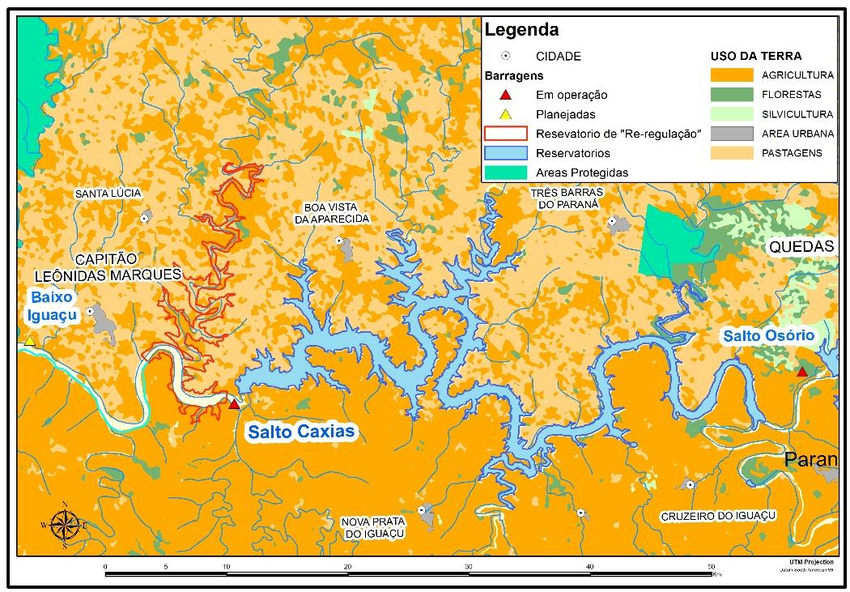 Legenda
CIDADE
Barragens
Em operação
Planejadas
Resevatorio de "Re-regulação"
Reservatorios
Areas Protegidas
USO DA TERRA
AGRICULTURA
FLORESTAS
SILVICULTURA
AREA URBANA
PASTAGENS
SANTA LÚCIA
BOA VISTA
DA APARECIDA
TRÊS BARRAS
DO PARANÁ
CAPITÃO
LEÔNIDAS MARQUES
QUEDAS
Baixo
Iguaçu
Salto Osório
Salto Caxias
Paran
NOVA PRATA
DO IGUAÇU
CRUZEIRO DO IGUAÇU
N
W
E
S
0 5 10 20 30 40 50
Km
UTM Projection